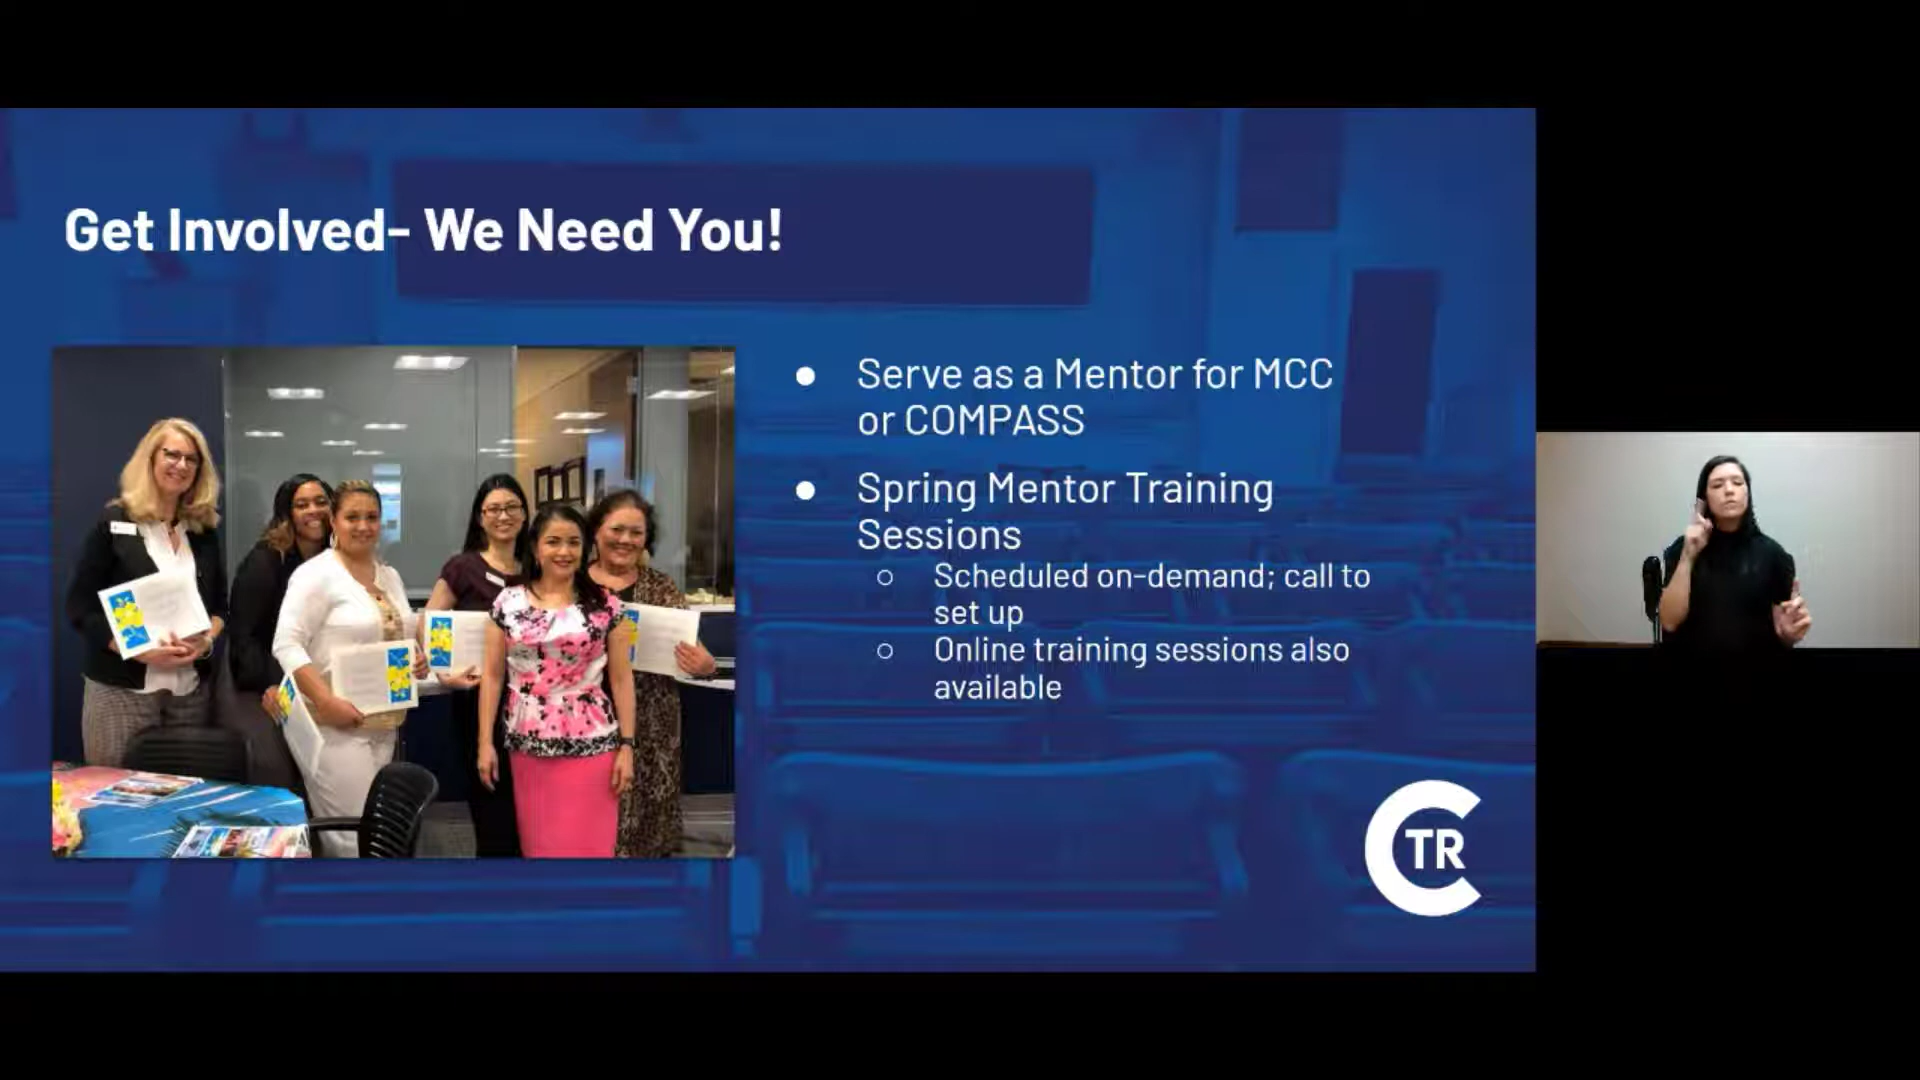 Get Involved- We Need You!
● Serve as a Mentor for MCC
or COMPASS
● Spring Mentor Training
Sessions
○ Scheduled on-demand; call to
set up
○ Online training sessions also
available
CTR